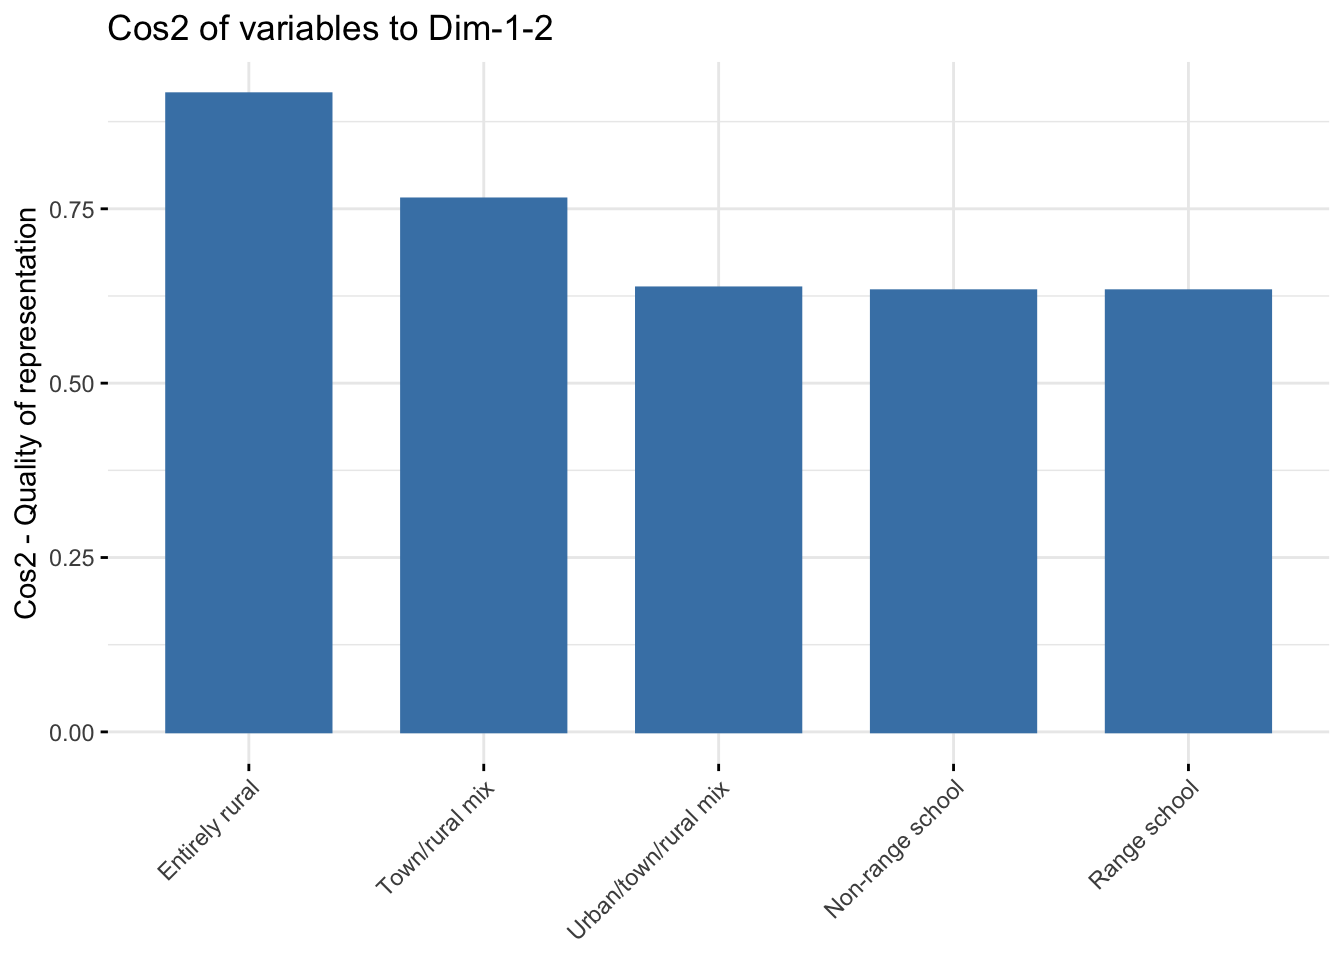 Cos2 of variables to Dim-1-2
Cos2 - Quality of representation
0.75
0.50
0.25
0.00
Entirely rural
Town/rural mix
Urban/town/rural mix
Non-range school
Range school